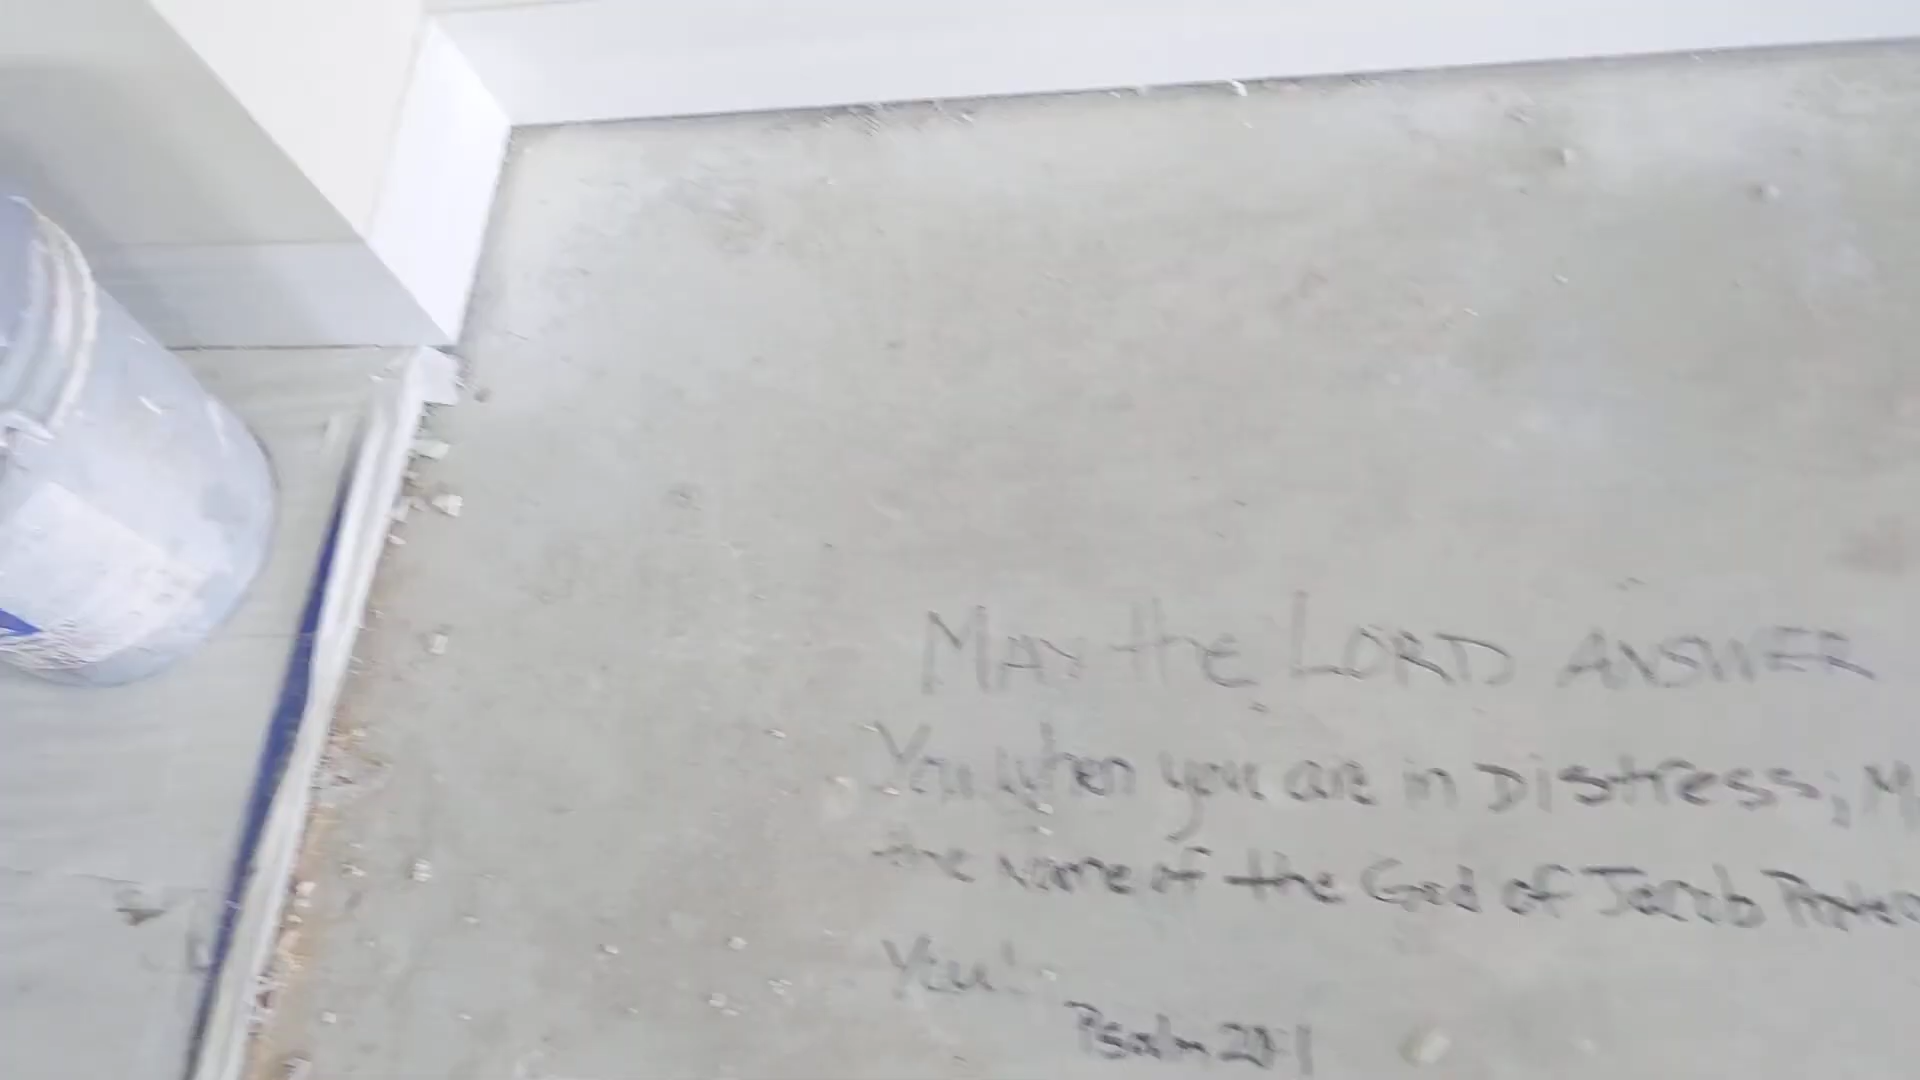 MAY the LORD ANSWER
You when you are in Distress; M
the Name of the God of Jacob Protec
You!
Psalm 20:1